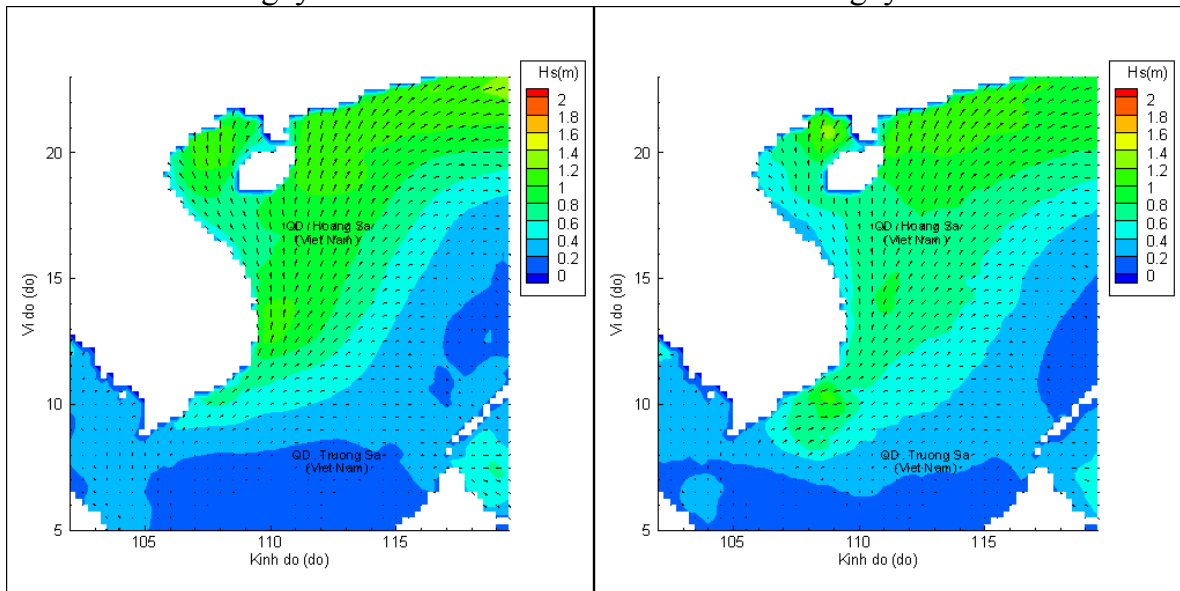 Hs(m)
2
1.8
1.6
1.4
1.2
1
0.8
0.6
0.4
0.2
0
20
15
10
5
Vi do (do)
105
110
115
Kinh do (do)
QD. Hoang Sa
(Viet Nam)
QD. Truong Sa
(Viet Nam)
Hs(m)
2
1.8
1.6
1.4
1.2
1
0.8
0.6
0.4
0.2
0
20
15
10
5
Vi do (do)
105
110
115
Kinh do (do)
QD. Hoang Sa
(Viet Nam)
QD. Truong Sa
(Viet Nam)